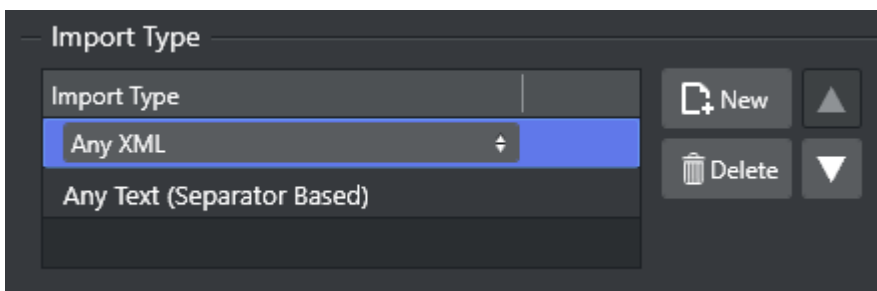 Import Type
Import Type
New
Any XML
Delete
Any Text (Separator Based)